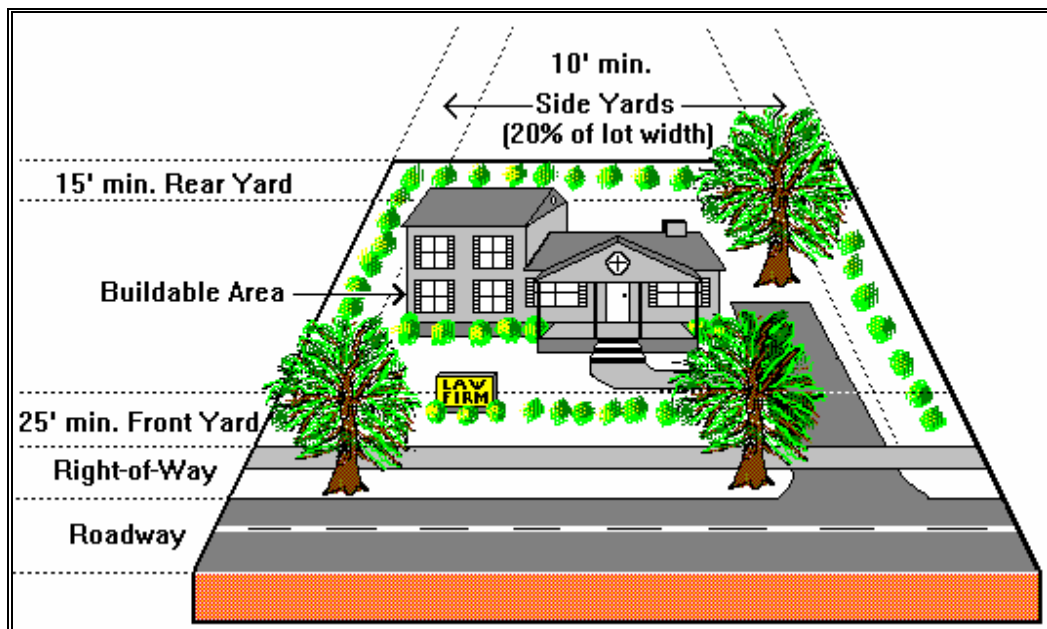 10' min.
Side Yards
(20% of lot width)
15' min. Rear Yard
Buildable Area
LAW
FIRM
25' min. Front Yard
Right-of-Way
Roadway